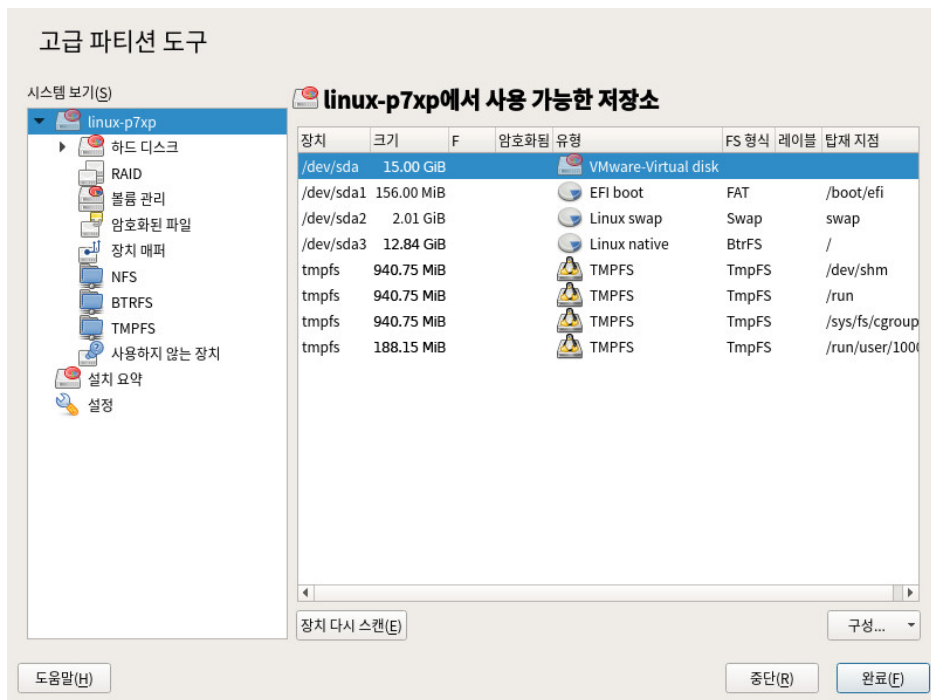 고급 파티션 도구
시스템 보기(S)
linux-p7xp
하드 디스크
RAID
볼륨 관리
암호화된 파일
장치 매퍼
NFS
BTRFS
TMPFS
사용하지 않는 장치
설치 요약
설정
linux-p7xp에서 사용 가능한 저장소
장치 크기 F 암호화됨 유형 FS 형식 레이블 탑재 지점
/dev/sda 15.00 GiB VMware-Virtual disk
/dev/sda1 156.00 MiB EFI boot FAT /boot/efi
/dev/sda2 2.01 GiB Linux swap Swap swap
/dev/sda3 12.84 GiB Linux native BtrFS /
tmpfs 940.75 MiB TMPFS TmpFS /dev/shm
tmpfs 940.75 MiB TMPFS TmpFS /run
tmpfs 940.75 MiB TMPFS TmpFS /sys/fs/cgroup
tmpfs 188.15 MiB TMPFS TmpFS /run/user/100
장치 다시 스캔(E)
구성...
도움말(H)
중단(R)
완료(F)